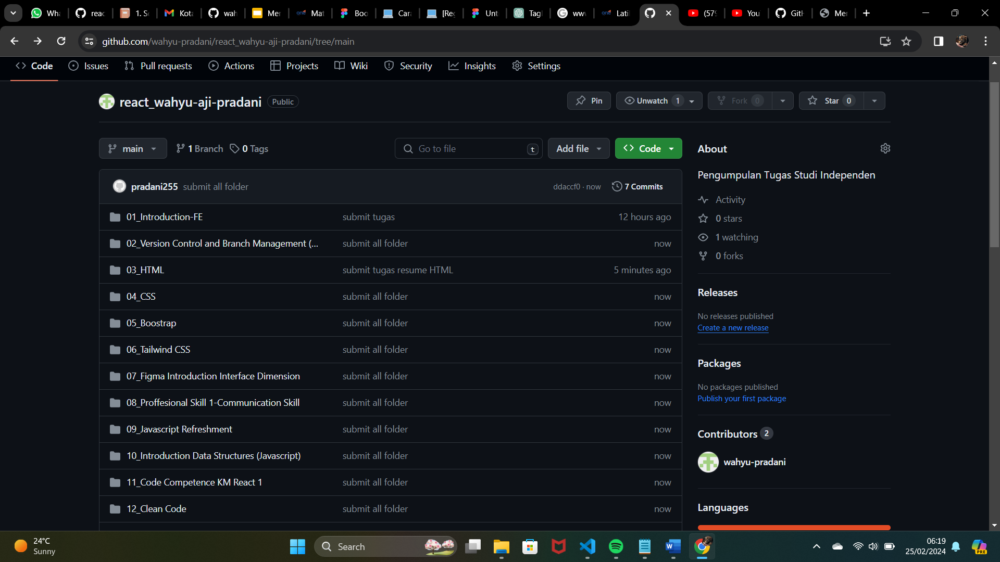 Wha
reac
1. S
Kota
wah
Mer
Mat
Boo
Cara
[Reg
Unt
Tag
ww
Lati
(579
You
Gitl
Mer
github.com/wahyu-pradani/react_wahyu-aji-pradani/tree/main
Code
Issues
Pull requests
Actions
Projects
Wiki
Security
Insights
Settings
react_wahyu-aji-pradani
Public
Pin
Unwatch 1
Fork 0
Star 0
main
1 Branch
0 Tags
Go to file
t
Add file
Code
pradani255 submit all folder
ddaccf0 · now
7 Commits
01_Introduction-FE submit tugas 12 hours ago
02_Version Control and Branch Management (... submit all folder now
03_HTML submit tugas resume HTML 5 minutes ago
04_CSS submit all folder now
05_Boostrap submit all folder now
06_Tailwind CSS submit all folder now
07_Figma Introduction Interface Dimension submit all folder now
08_Proffesional Skill 1-Communication Skill submit all folder now
09_Javascript Refreshment submit all folder now
10_Introduction Data Structures (Javascript) submit all folder now
11_Code Competence KM React 1 submit all folder now
12_Clean Code submit all folder now
About
Pengumpulan Tugas Studi Independen
Activity
0 stars
1 watching
0 forks
Releases
No releases published
Create a new release
Packages
No packages published
Publish your first package
Contributors 2
wahyu-pradani
Languages
24°C
Sunny
Search
06:19
25/02/2024
PRE